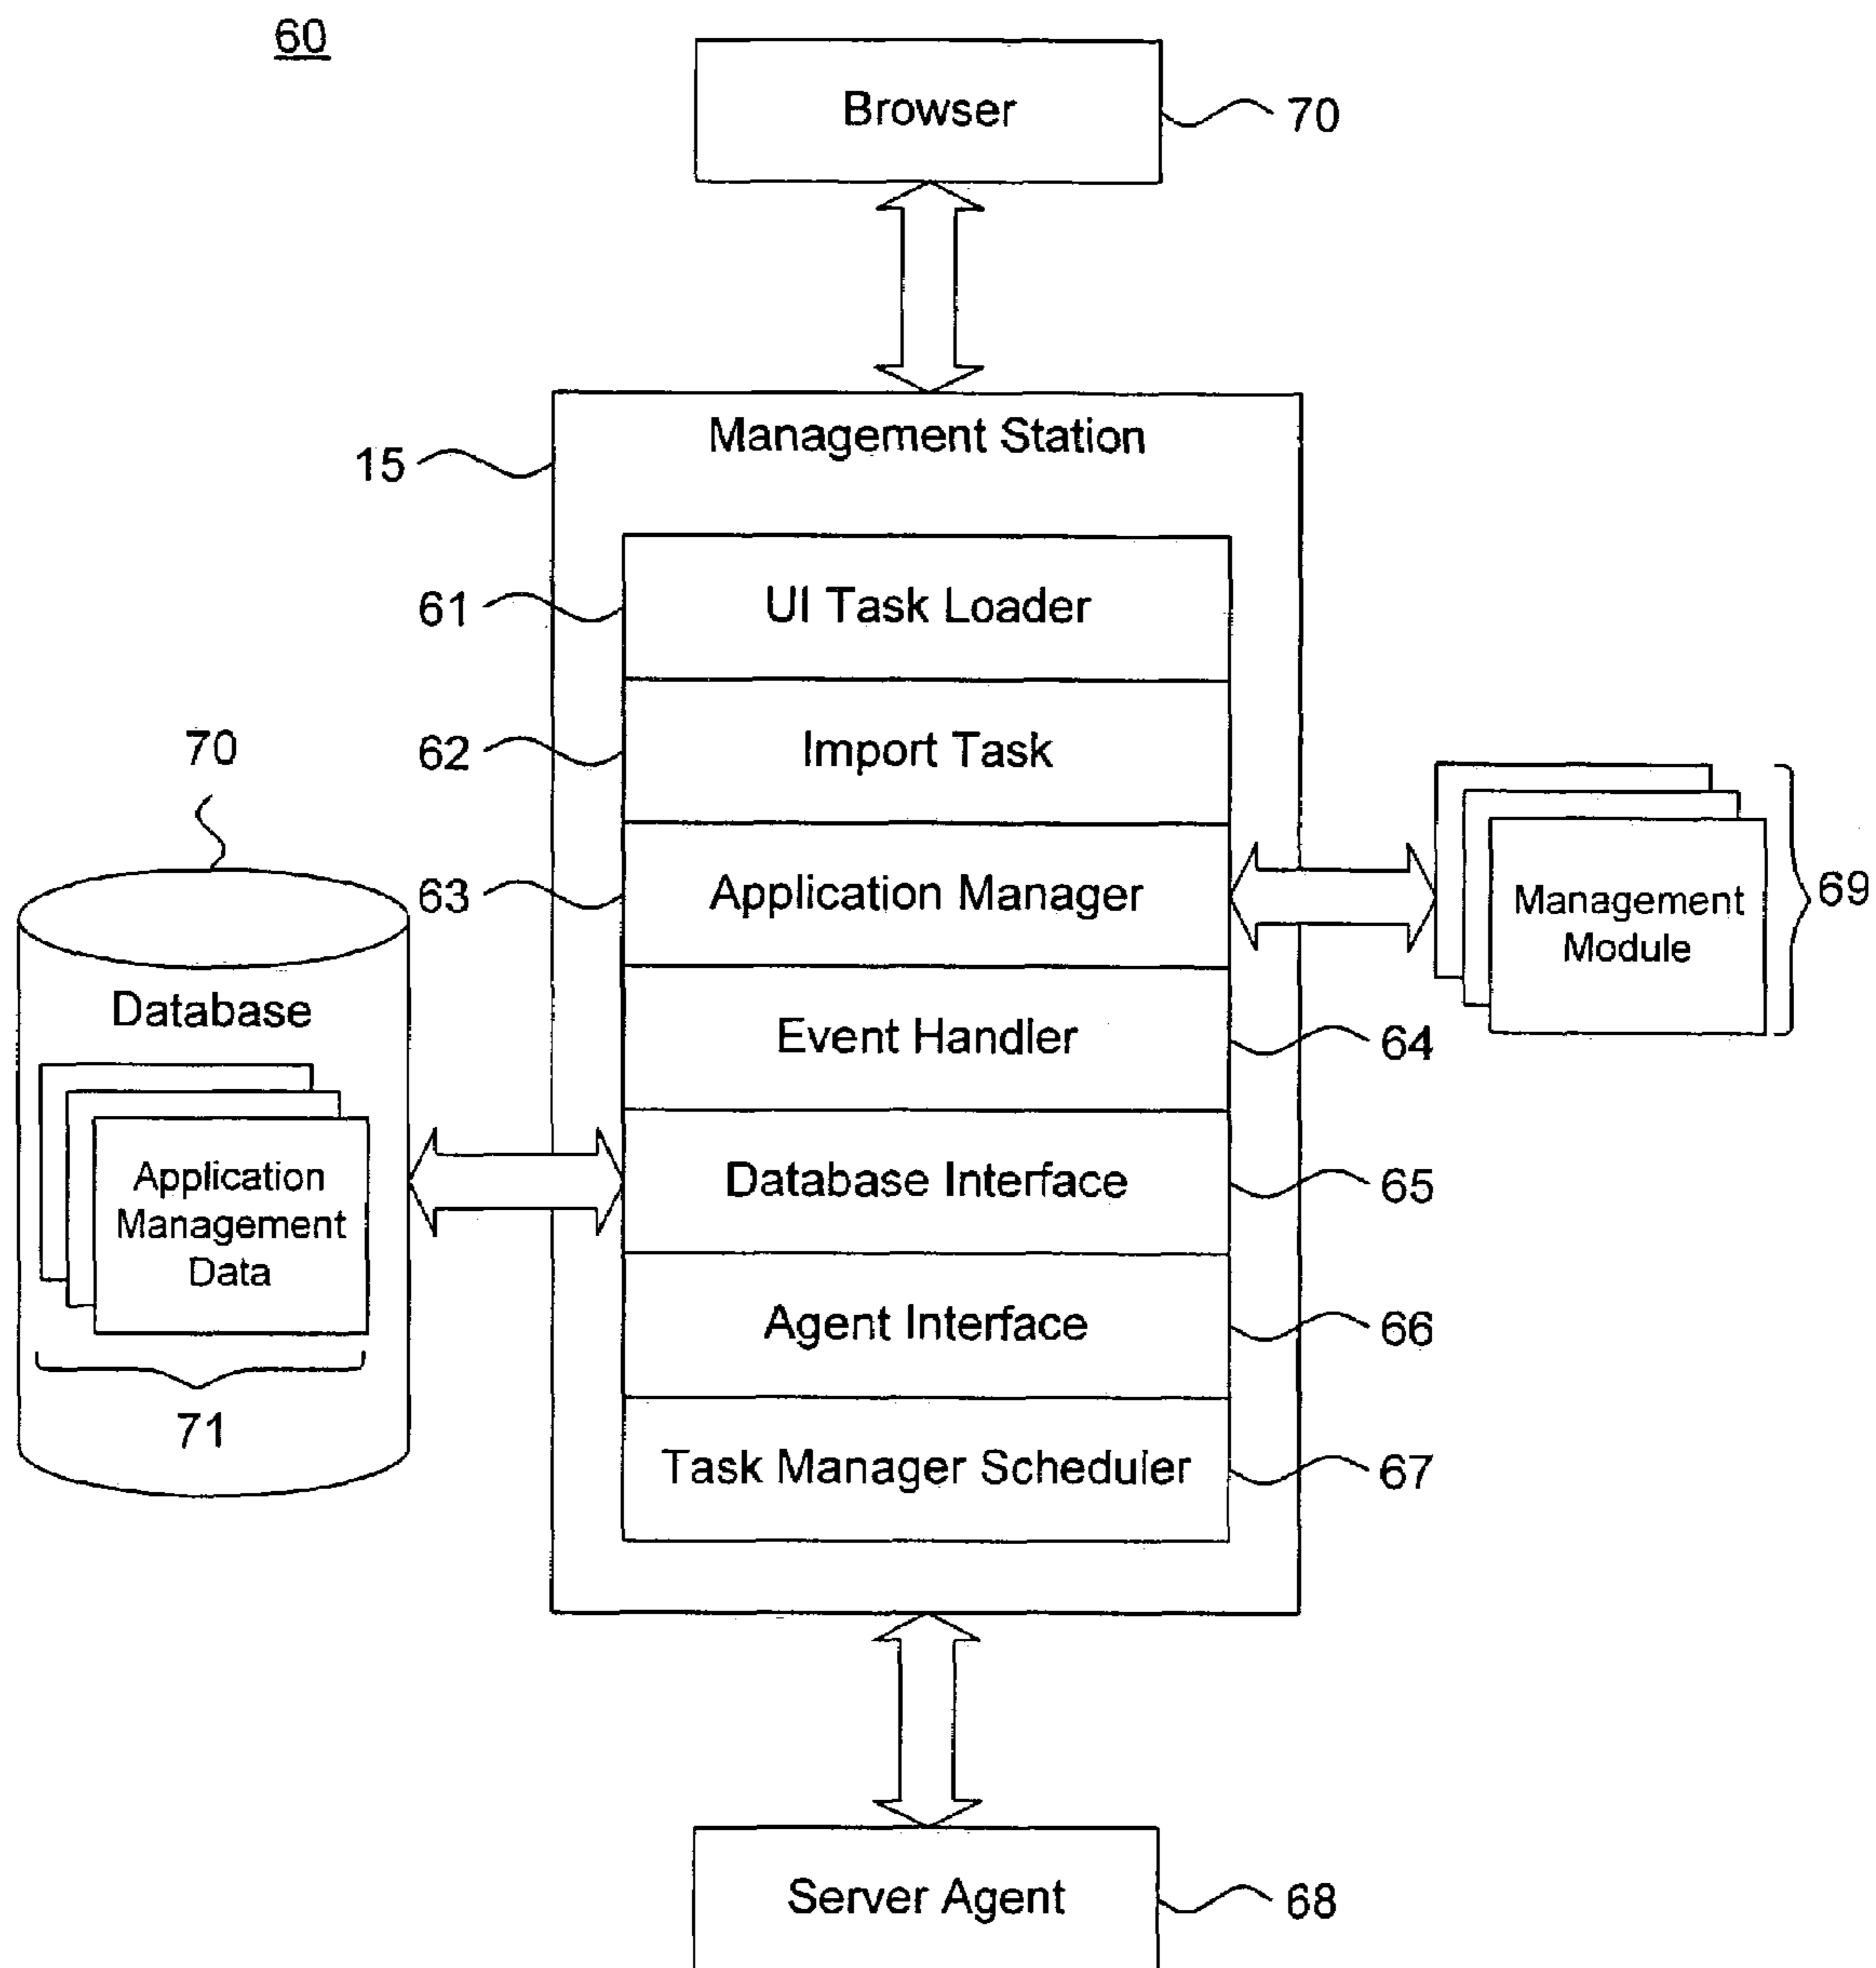 60
Browser
70
Management Station
15
UI Task Loader
61
Import Task
62
70
Application Manager
63
Management
Module
69
Event Handler
64
Database
Database Interface
65
Application
Management
Data
71
Agent Interface
66
Task Manager Scheduler
67
Server Agent
68